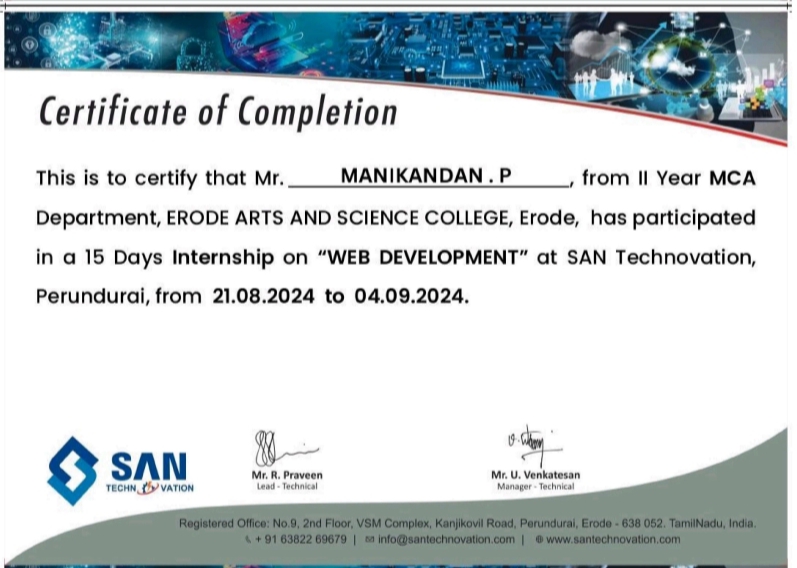 Certificate of Completion
This is to certify that Mr. MANIKANDAN . P , from II Year MCA
Department, ERODE ARTS AND SCIENCE COLLEGE, Erode, has participated
in a 15 Days Internship on “WEB DEVELOPMENT” at SAN Technovation,
Perundurai, from 21.08.2024 to 04.09.2024.
SAN
TECHNOVATION
Mr. R. Praveen
Lead - Technical
Mr. U. Venkatesan
Manager - Technical
Registered Office: No.9, 2nd Floor, VSM Complex, Kanjikovil Road, Perundurai, Erode - 638 052. TamilNadu, India.
+ 91 63822 69679 | info@santechnovation.com | www.santechnovation.com